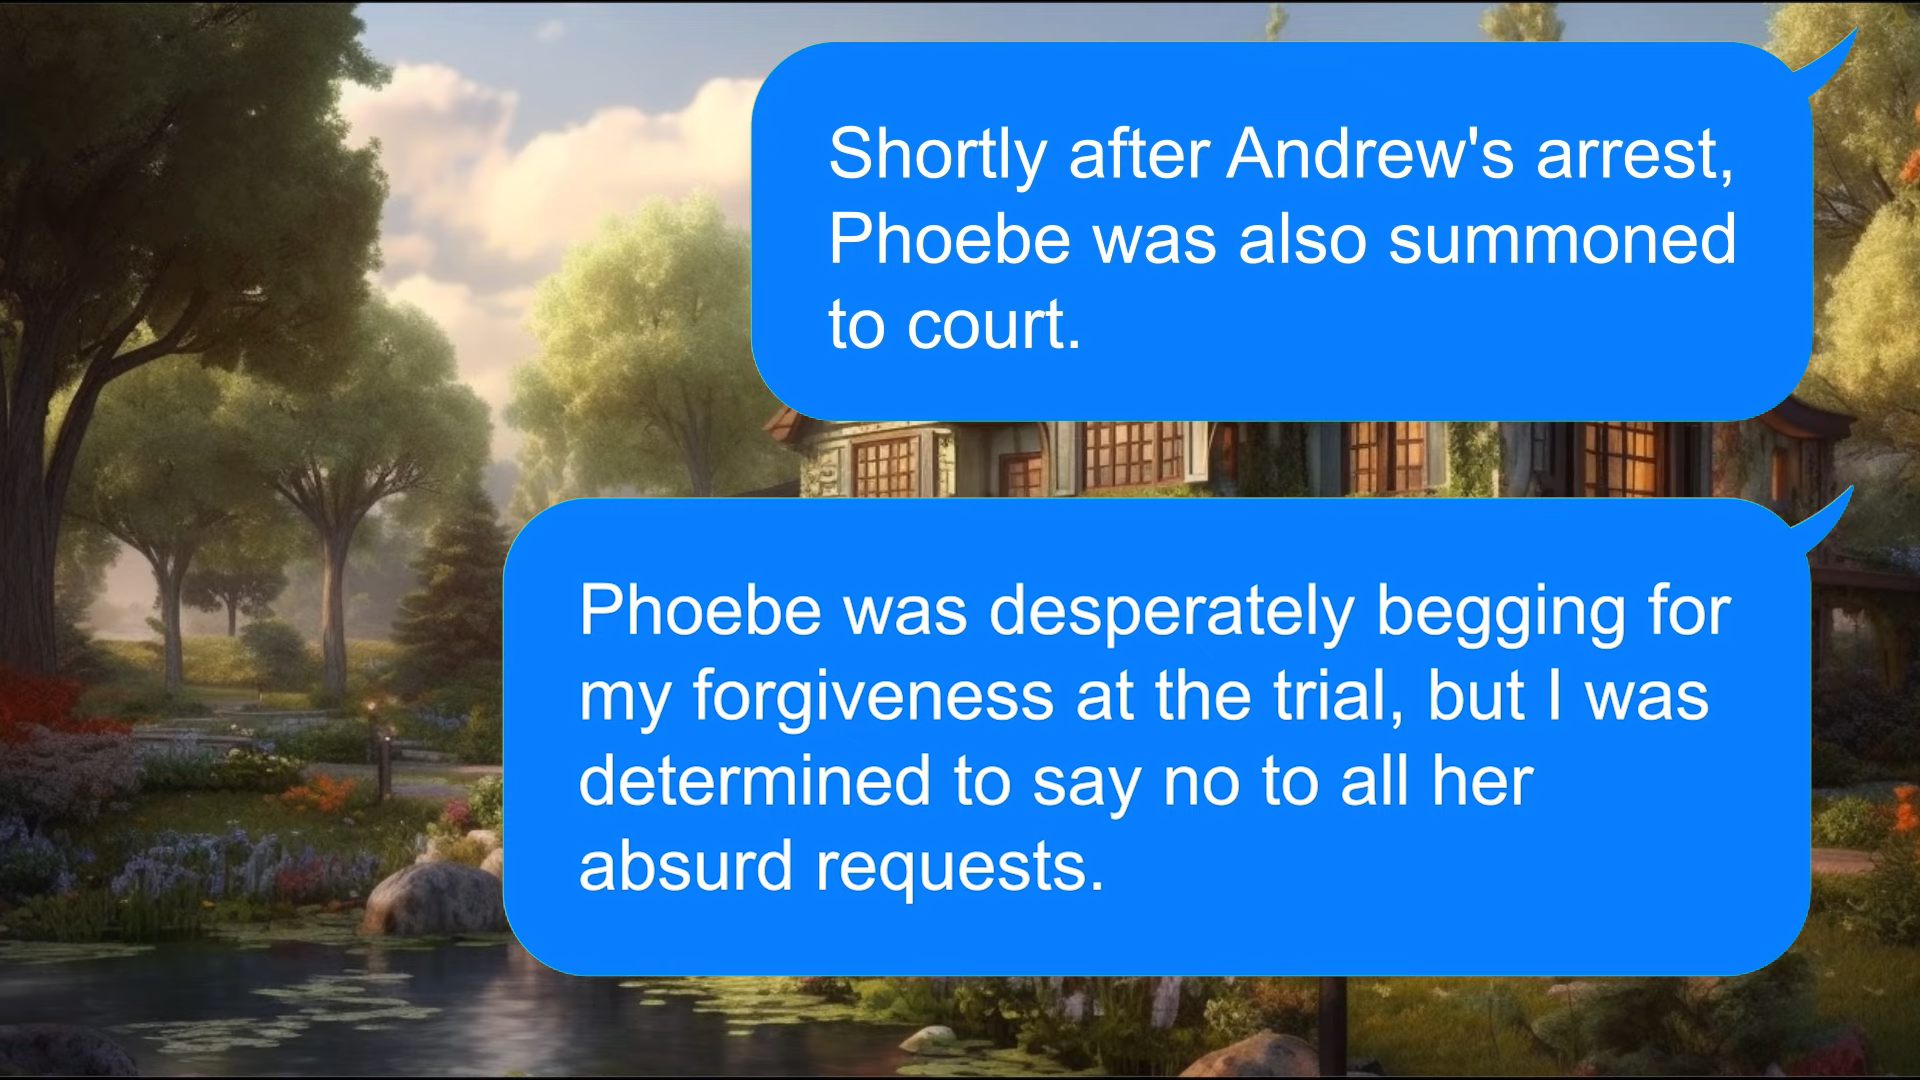 Shortly after Andrew's arrest,
Phoebe was also summoned
to court.
Phoebe was desperately begging for
my forgiveness at the trial, but I was
determined to say no to all her
absurd requests.